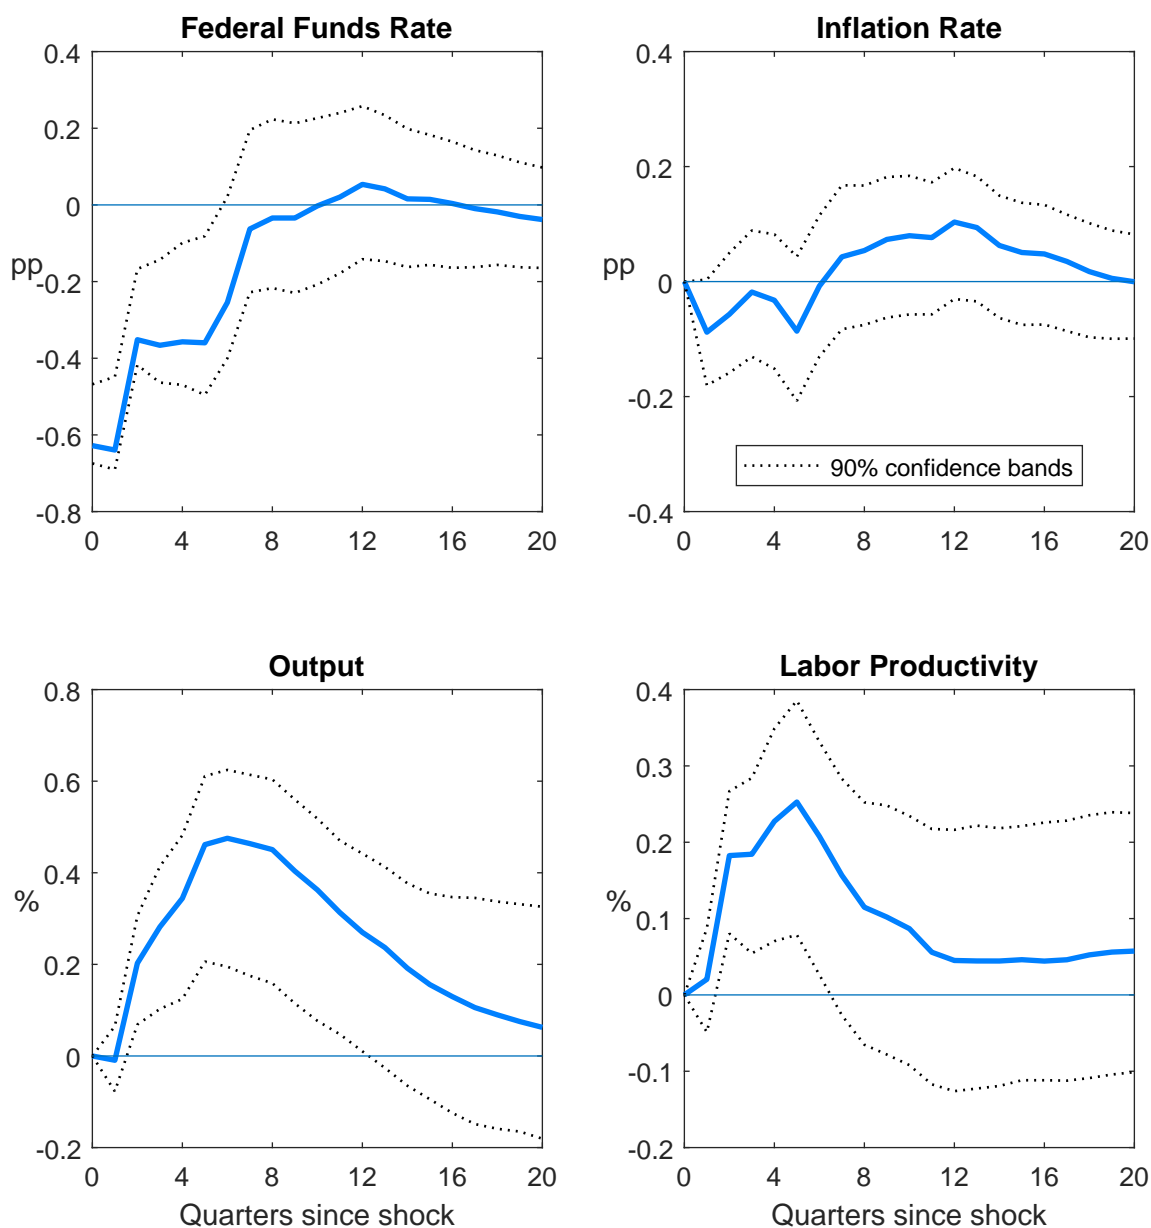 Federal Funds Rate
0.4
0.2
0
pp
-0.2
-0.4
-0.6
-0.8
0 4 8 12 16 20
Inflation Rate
0.4
0.2
pp
0
-0.2
90% confidence bands
-0.4
0 4 8 12 16 20
Output
0.8
0.6
0.4
%
0.2
0
-0.2
0 4 8 12 16 20
Quarters since shock
Labor Productivity
0.4
0.3
0.2
%
0.1
0
-0.1
-0.2
0 4 8 12 16 20
Quarters since shock